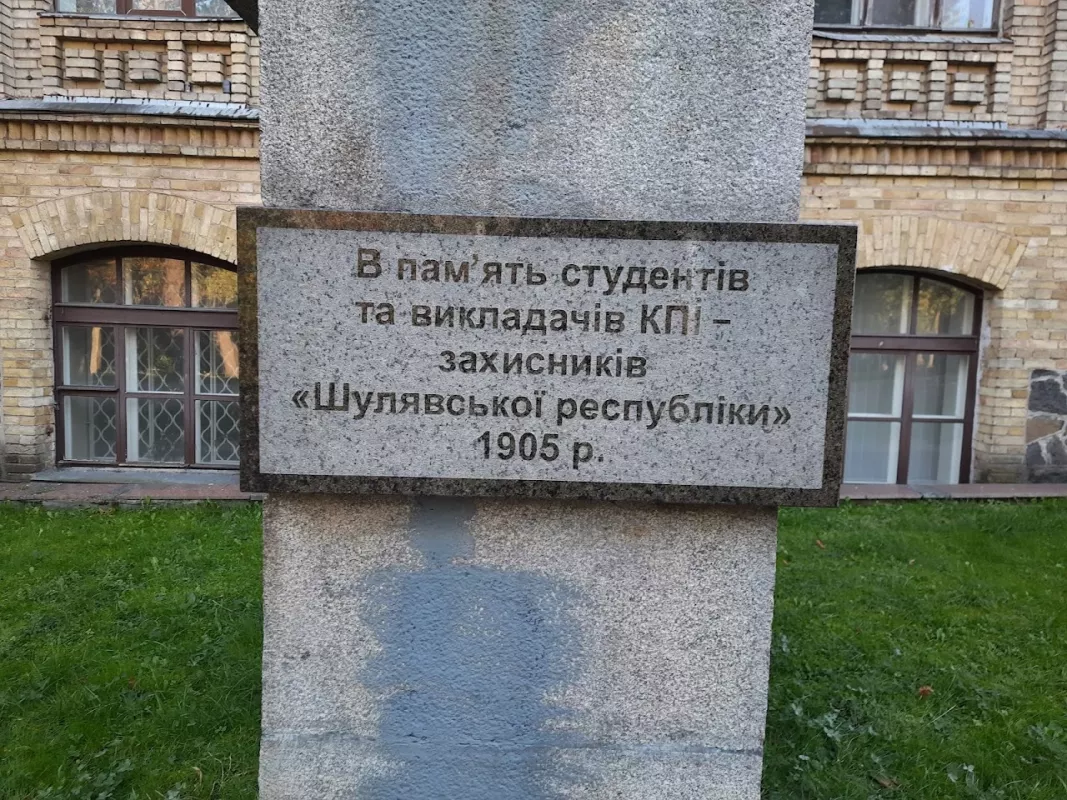 В пам'ять студентів
та викладачів КПІ –
захисників
«Шулявської республіки»
1905 р.